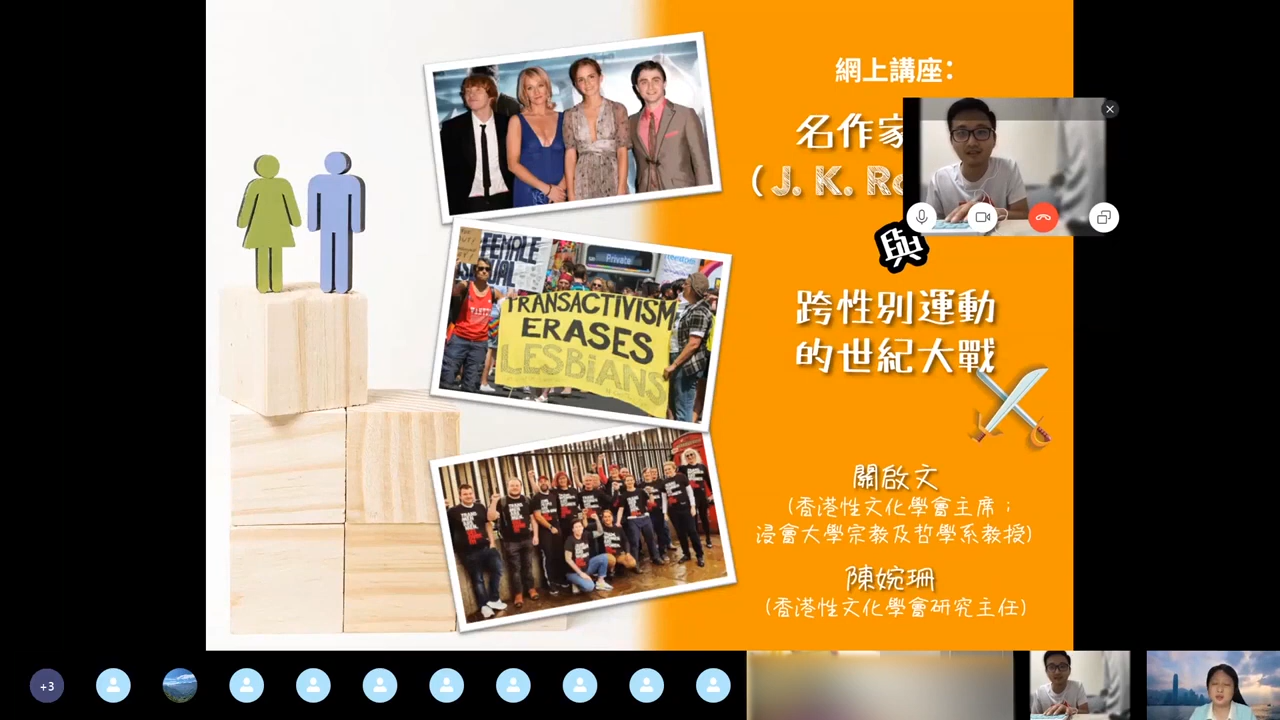 網上講座：
名作家
( J. K. Ro
與
跨性別運動
的世紀大戰
關啟文
(香港性文化學會主席；
浸會大學宗教及哲學系教授)
陳婉珊
(香港性文化學會研究主任)
Private
FEMALE
TRANSACTIVISM
ERASES
LESBIANS
+3